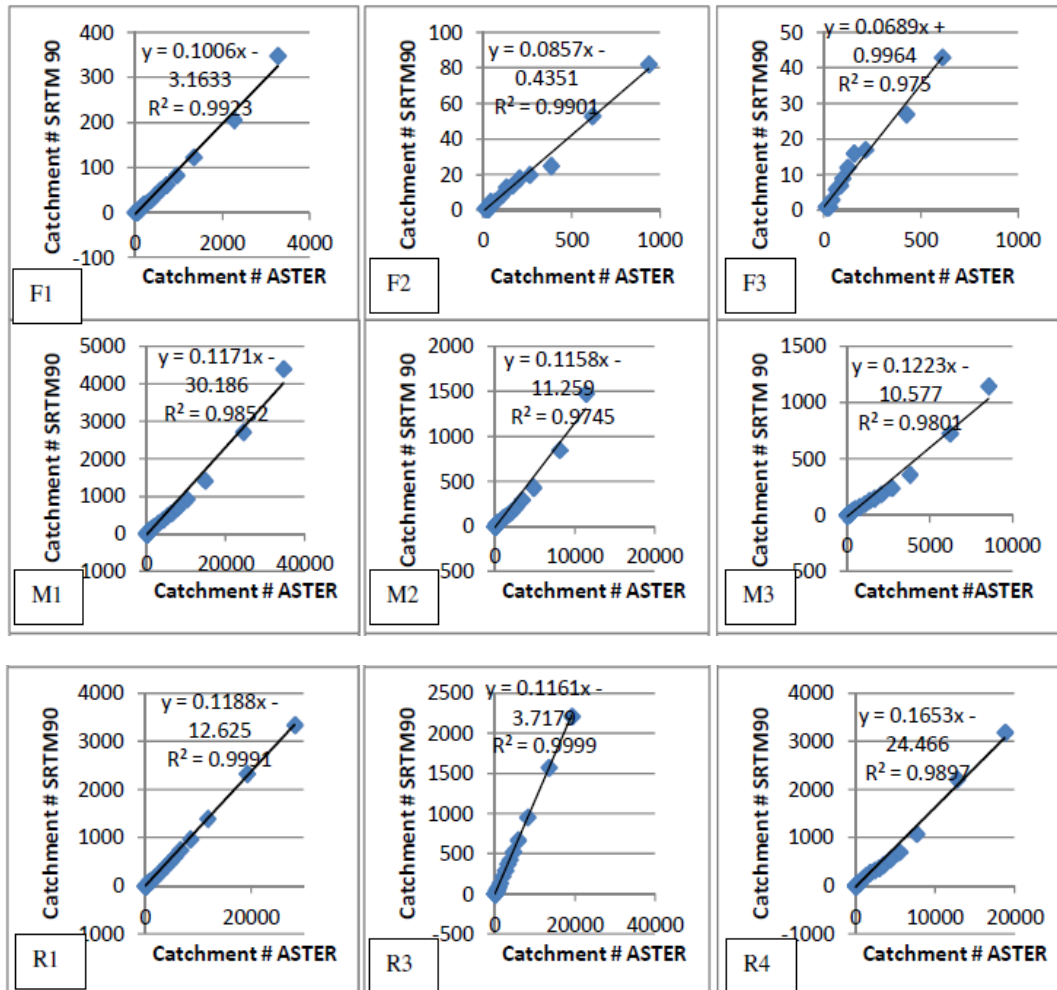 Catchment # SRTM 90
400
300
200
100
0
-100
y = 0.1006x -
3.1633
R² = 0.9923
0
2000
4000
Catchment # ASTER
F1
Catchment # SRTM90
100
80
60
40
20
0
y = 0.0857x -
0.4351
R² = 0.9901
0
500
1000
Catchment # ASTER
F2
Catchment # SRTM90
50
40
30
20
10
0
y = 0.0689x +
0.9964
R² = 0.975
0
500
1000
Catchment # ASTER
F3
Catchment # SRTM 90
5000
4000
3000
2000
1000
0
1000
y = 0.1171x -
30.186
R² = 0.9852
0
20000
40000
Catchment # ASTER
M1
Catchment # SRTM 90
2000
1500
1000
500
0
500
y = 0.1158x -
11.259
R² = 0.9745
0
10000
20000
Catchment # ASTER
M2
Catchment # SRTM 90
1500
1000
500
0
500
y = 0.1223x -
10.577
R² = 0.9801
0
5000
10000
Catchment #ASTER
M3
Catchment # SRTM90
4000
3000
2000
1000
0
1000
y = 0.1188x -
12.625
R² = 0.9991
0
20000
Catchment # ASTER
R1
Catchment # SRTM90
2500
2000
1500
1000
500
0
-500
y = 0.1161x -
3.7179
R² = 0.9999
0
20000
40000
Catchment # ASTER
R3
Catchment # SRTM90
4000
3000
2000
1000
0
-1000
y = 0.1653x -
24.466
R² = 0.9897
0
10000
20000
Catchment # ASTER
R4